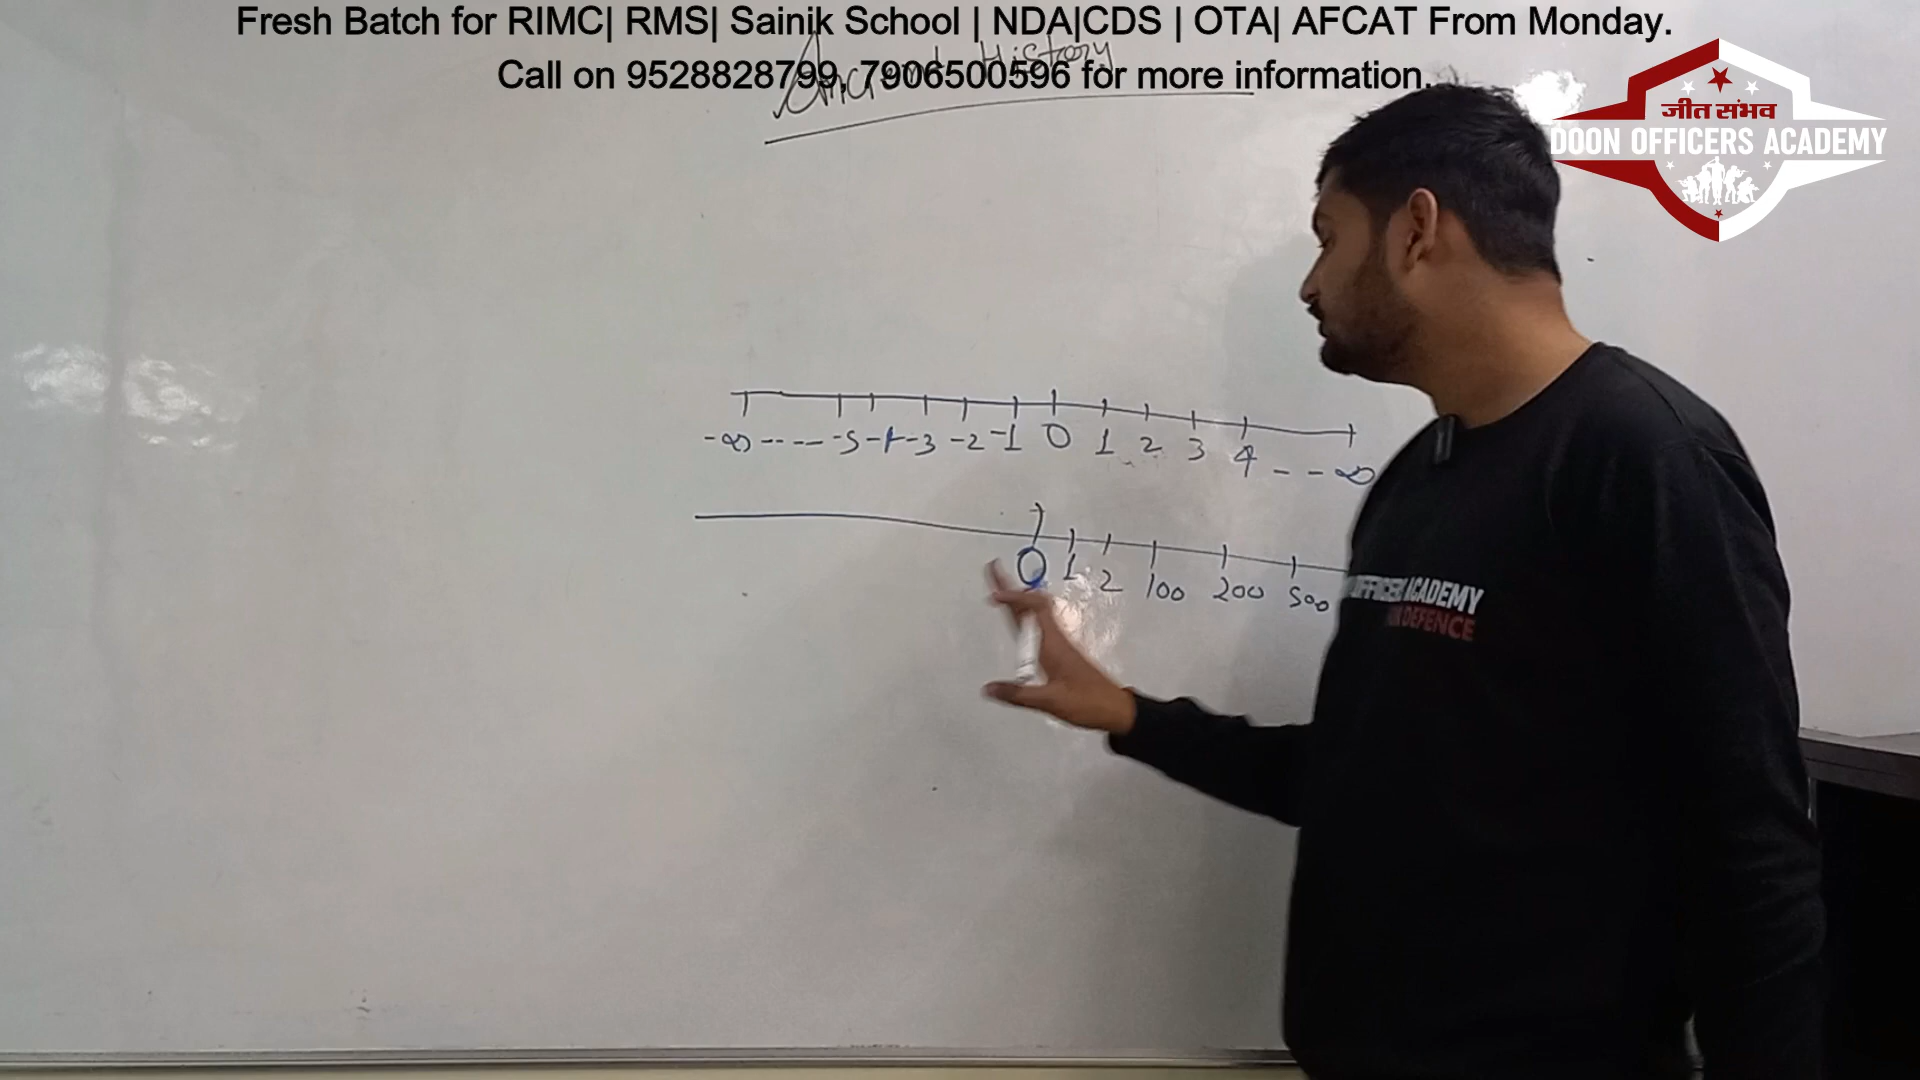 Fresh Batch for RIMC| RMS| Sainik School | NDA|CDS | OTA| AFCAT From Monday.
Call on 9528828799, 7906500596 for more information.
Ancient History
जीत संभव
DOON OFFICERS ACADEMY
-∞ ---- -5 -4 -3 -2 -1 0 1 2 3 4 -- ∞
0 1 2 100 200 500
OFFICERS ACADEMY
DEFENCE